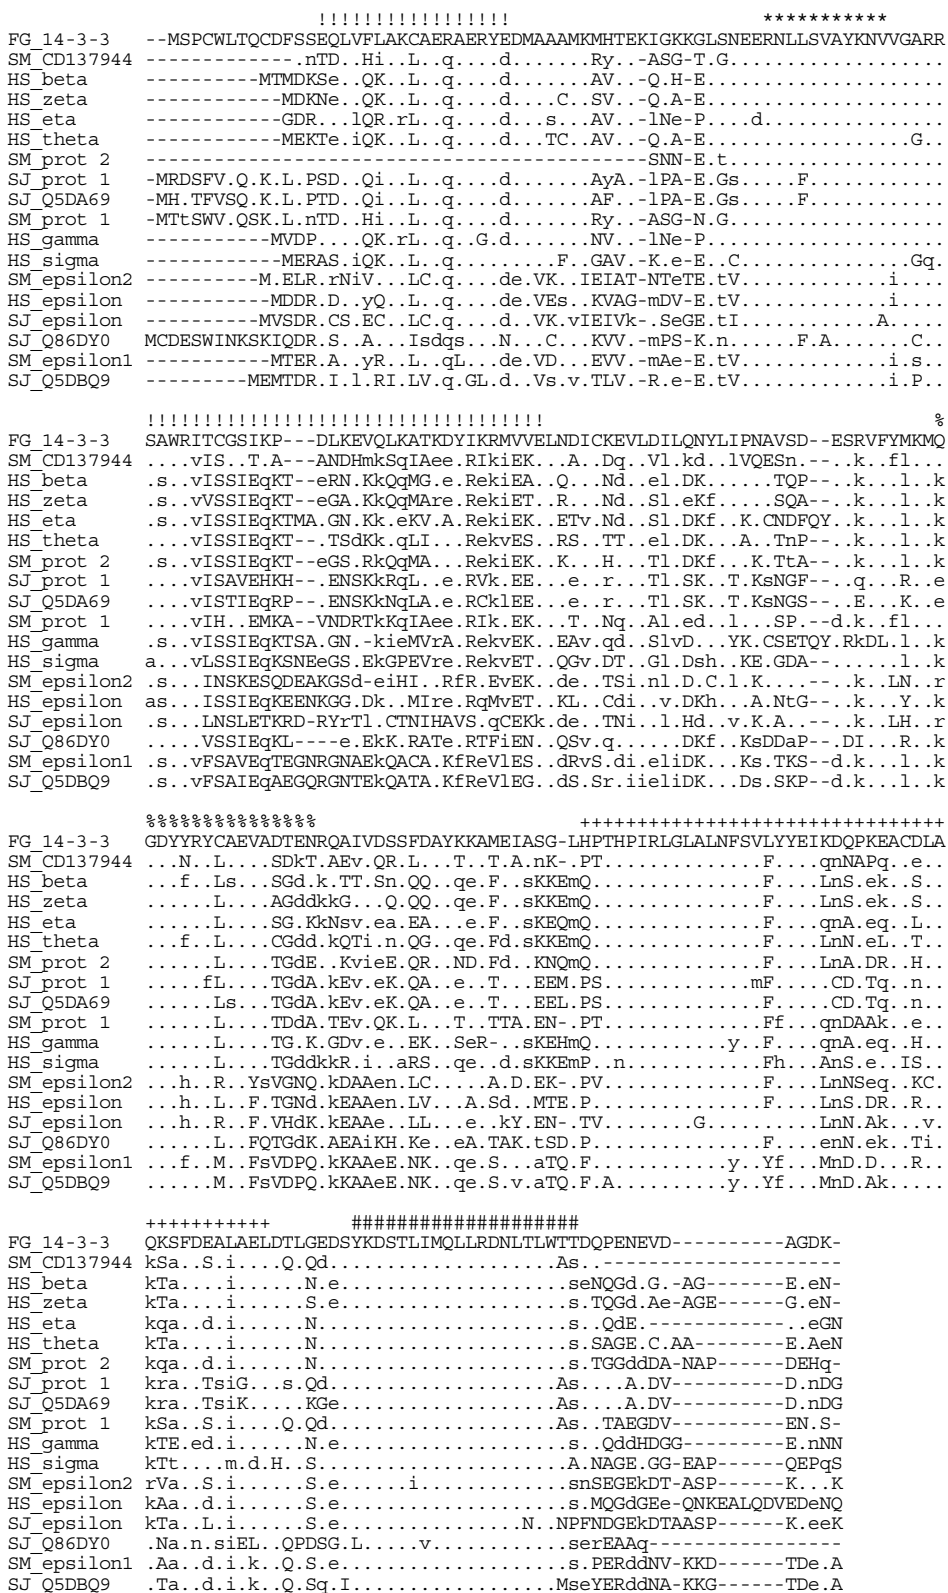 !!!!!!!!!!!!!!!!! ***********
FG_14-3-3 --MSPCWLTQCDFSSEQLVFLAKCAERAERYEDMAAAMKMHTEKIGKKGLSNEERNLLSVAYKNVVGARR
SM_CD137944 --------------.nTD..Hi...L..q....d.......Ry..-ASG-T.G...................
HS_beta ----------MTMDKSe..QK...L..q....d.......AV..-Q.H-E.....................
HS_zeta ------------MDKNe..QK...L..q....d....C..SV..-Q.A-E.....................
HS_eta ------------GDR...lQR.rL..q....d...s...AV..-lNe-P....d................
HS_theta ------------MEKTe.iQK...L..q....d...TC..AV..-Q.A-E..................G..
SM_prot 2 --------------------------------------------SNN-E.t...................
SJ_prot 1 -MRDSFV.Q.K.L.PSD..Qi...L..q....d.......AyA.-lPA-E.Gs.....F............
SJ_Q5DA69 -MH.TFVSQ.K.L.PTD..Qi...L..q....d.......AF..-lPA-E.Gs.....F............
SM_prot 1 -MTtSWV.QSK.L.nTD..Hi...L..q....d.......Ry..-ASG-N.G...................
HS_gamma -----------MVDP....QK.rL..q..G.d.......NV..-lNe-P.....................
HS_sigma -----------MERAS.iQK...L..q.........F..GAV..-K.e-E..C...............Gq.
SM_epsilon2 ----------M.ELR.rNiV...LC.q....de.VK..IEIAT-NTeTE.tV.............i.....
HS_epsilon -----------MDDR.D..yQ...L..q....de.VEs..KVAG-mDV-E.tV.............i....
SJ_epsilon ----------MVSDR.CS.EC...LC.q....d..VK.vIEIVk-.SeGE.tI............A.....
SJ_Q86DY0 MCDESWINKSKIQDR.S..A....Isdqs...N...C...KVV.-mPS-K.n......F.A......C..
SM_epsilon1 -----------MTER.A..yR...L..qL...de.VD...EVV.-mAe-E.tV.............i.s...
SJ_Q5DBQ9 ---------MEMTDR.I.l.RI.LV.q.GL.d..Vs.v.TLV.-R.e-E.tV.............i.P..
!!!!!!!!!!!!!!!!!!!!!!!!!!!!!!!!!!! %
FG_14-3-3 SAWRITCGSIKP---DLKEVQLKATKDYIKRMVVELNDICKEVLDILQNYLIPNAVSD--ESRVFYMKMQ
SM_CD137944 ....vIS..T.A---ANDHmkSqIAee.RIkiEK...A..Dq..Vl.kd..lVQESn.--..k..fl...
HS_beta .s..vISSIEqKT--eRN.KkQqMG.e.RekiEA..Q...Nd..el.DK......TQP--..k...l..k
HS_zeta .s..vVSSIEqKT--eGA.KkQqMAre.RekiET..R...Nd..Sl.eKf.....SQA--..k...l..k
HS_eta .s..vISSIEqKTMA.GN.Kk.eKV.A.RekiEK..ETv.Nd..Sl.DKf...K.CNDFQY..k...l..k
HS_theta ....vISSIEqKT--.TSdKk.qLI...RekvES..RS..TT..el.DK...A..TnP--..k...l..k
SM_prot 2 .s..vISSIEqKT--eGS.RkQqMA...RekiEK..K...H...Tl.DKf...K.TtA--..k...l..k
SJ_prot 1 ....vISAVEHKH--.ENSKkRqL..e.RVk.EE...e..r...Tl.SK..T.KsNGF--..q...R..e
SJ_Q5DA69 ....vISTIEqRP--.ENSKkNqLA.e.RCklEE...e..r...Tl.SK..T.KsNGS--..E...K..e
SM_prot 1 ....vIH..EMKA--VNDRTkKqIAee.RIk.EK...T..Nq..Al.ed..l...SP.--.d.k..fl...
HS_gamma .s..vISSIEqKTSA.GN.-kieMVrA.RekvEK..EAv.qd..SlvD...YK.CSETQY.RkDL.l..k
HS_sigma a...vLSSIEqKSNEeGS.EkGPEVre.RekvET..QGv.DT..Gl.Dsh..KE.GDA--......l..k
SM_epsilon2 .s...INSKESQDEAKGSd-eiHI..RfR.EvEK..de..TSi.nl.D.C.l.K.....--..k..LN..r
HS_epsilon as...ISSIEqKEENKGG.Dk..MIre.RqMvET..KL..Cdi..v.DKh...A.NtG--..k...Y..k
SJ_epsilon .s...LNSLETKRD-RYrTl.CTNIHAVS.qCEKk.de..TNi..l.Hd..v.K.A...--..k..LH..r
SJ_Q86DY0 .....VSSIEqKL----e.EkK.RATe.RTFiEN..QSv.q......DKf..KsDDaP--.DI...R..k
SM_epsilon1 .s..vFSAVEqTEGNRGNAEkQACA.KfReVlES..dRvS.di.eliDK...Ks.TKS--d.k...l..k
SJ_Q5DBQ9 .s..vFSAIEqAEGQRGNTEkQATA.KfReVlEG..dS.Sr.iieliDK...Ds.SKP--d.k...l..k
%%%%%%%%%%%%%%% ++++++++++++++++++++++++++++++++
FG_14-3-3 GDYYRYCAEVADTENRQAIVDSSFDAYKKAMEIASG-LHPTHPIRLGLALNFSVLYYEIKDQPKEACDLA
SM_CD137944 ...N..L....SDkT.AEv.QR.L...T..T.A.nK-.PT..............F....qnNAPq..e..
HS_beta ...f..Ls...SGd.k.TT.Sn.QQ..qe.F..sKKEmQ...............F....LnS.ek..S..
HS_zeta ......L....AGddkkG...Q.QQ..qe.F..sKKEmQ...............F....LnS.ek..S..
HS_eta ......L....SG.KkNsv.ea.EA...e.F..sKEQmQ...............F....qnA.eq..L..
HS_theta ...f..L....CGdd.kQTi.n.QG..qe.Fd.sKKEmQ...............F....LnN.eL..T..
SM_prot 2 ......L....TGdE..KvieE.QR..ND.Fd..KNQmQ...............F....LnA.DR..H..
SJ_prot 1 .....fL....TGdA.kEv.eK.QA..e..T...EEM.PS..............mF....CD.Tq..n..
SJ_Q5DA69 ......Ls...TGdA.kEv.eK.QA..e..T...EEL.PS..............F....CD.Tq..n..
SM_prot 1 ......L....TDdA.TEv.QK.L...T..TTA.EN-.PT..............Ff...qnDAAk..e..
HS_gamma ......L....TG.K.GDv.e..EK..SeR-..sKEHmQ............y..F....qnA.eq..H..
HS_sigma ......L....TGddkkR.i..aRS..qe...d.sKKEmP..n...........Fh...AnS.e..IS..
SM_epsilon2 ...h..R..YsVGNQ.kDAAen.LC.....A.D.EK-.PV..............F....LnNSeq..KC.
HS_epsilon ...h..L..F.TGNd.kEAAen.LV...A.Sd..MTE.P...............F....LnS.DR..R..
SJ_epsilon ...h..R..F.VHdK.kEAAe..LL...e..kY.EN-.TV.......G...........LnN.Ak...v.
SJ_Q86DY0 ......L..FQTGdK.AEAiKH.Ke..eA.TAK.tSD.P...............F....enN.ek..Ti.
SM_epsilon1 ...f..M..FsVDPQ.kKAAeE.NK..qe.S...aTQ.F............y..Yf...MnD.D...R..
SJ_Q5DBQ9 ......M..FsVDPQ.kKAAeE.NK..qe.S.v.aTQ.F.A..........y..Yf...MnD.Ak.....
+++++++++++ ####################
FG_14-3-3 QKSFDEALAELDTLGEDSYKDSTLIMQLLRDNLTLWTTDQPENEVD----------AGDK-
SM_CD137944 kSa..S.i....Q.Qd....................As..---------------------
HS_beta kTa....i......N.e....................seNQGd.G.-AG-------E.eN-
HS_zeta kTa....i......S.e....................s.TQGd.Ae-AGE------G.eN-
HS_eta kqa..d.i......N......................s..QdE.------------..eGN
HS_theta kTa....i......N......................s.SAGE.C.AA--------E.AeN
SM_prot 2 kqa..d.i......N......................s.TGGddDA-NAP------DEHq-
SJ_prot 1 kra..TsiG...s.Qd....................As....A.DV----------D.nDG
SJ_Q5DA69 kra..TsiK.....KGe...................As....A.DV----------D.nDG
SM_prot 1 kSa..S.i....Q.Qd....................As..TAEGDV----------EN.S-
HS_gamma kTE.ed.i......N.e....................s..QddHDGG---------E.nNN
HS_sigma kTt....m.d.H..S......................A.NAGE.GG-EAP------QEPqS
SM_epsilon2 rVa..S.i......S.e......i.............snSEGEkDT-ASP------K...K
HS_epsilon kAa..d.i......S.e....................s.MQGdGEe-QNKEALQDVEDeNQ
SJ_epsilon kTa..L.i......S.e................N..NPFNDGEkDTAASP------K.eeK
SJ_Q86DY0 .Na.n.siEL..QPDSG.L.....v............serEAAq-----------------
SM_epsilon1 .Aa..d.i.k..Q.S.e....................s.PERddNV-KKD------TDe.A
SJ_Q5DBQ9 .Ta..d.i.k..Q.Sq.I...................MseYERddNA-KKG------TDe.A